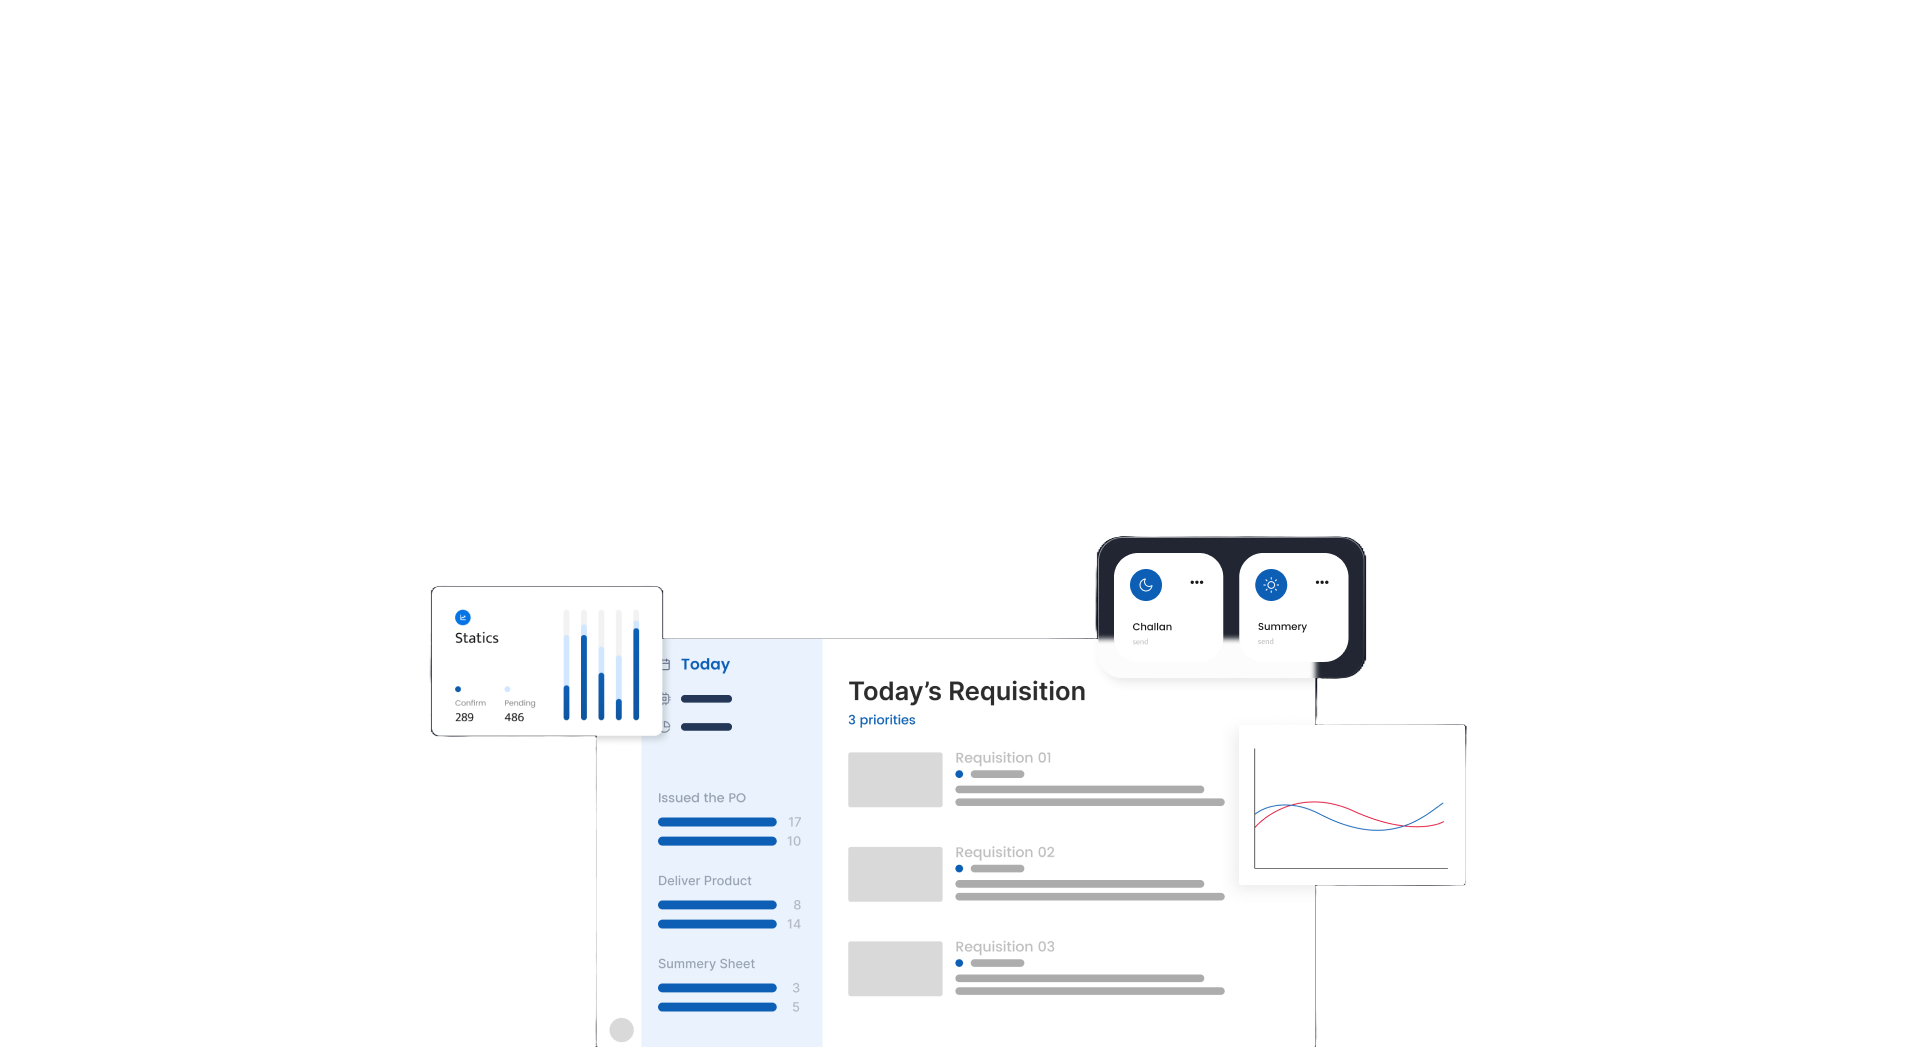 Statics
Confirm
Pending
289
486
Today
Issued the PO
17
10
Deliver Product
8
14
Summery Sheet
3
5
Today’s Requisition
3 priorities
Requisition 01
Requisition 02
Requisition 03
Challan
send
Summery
send